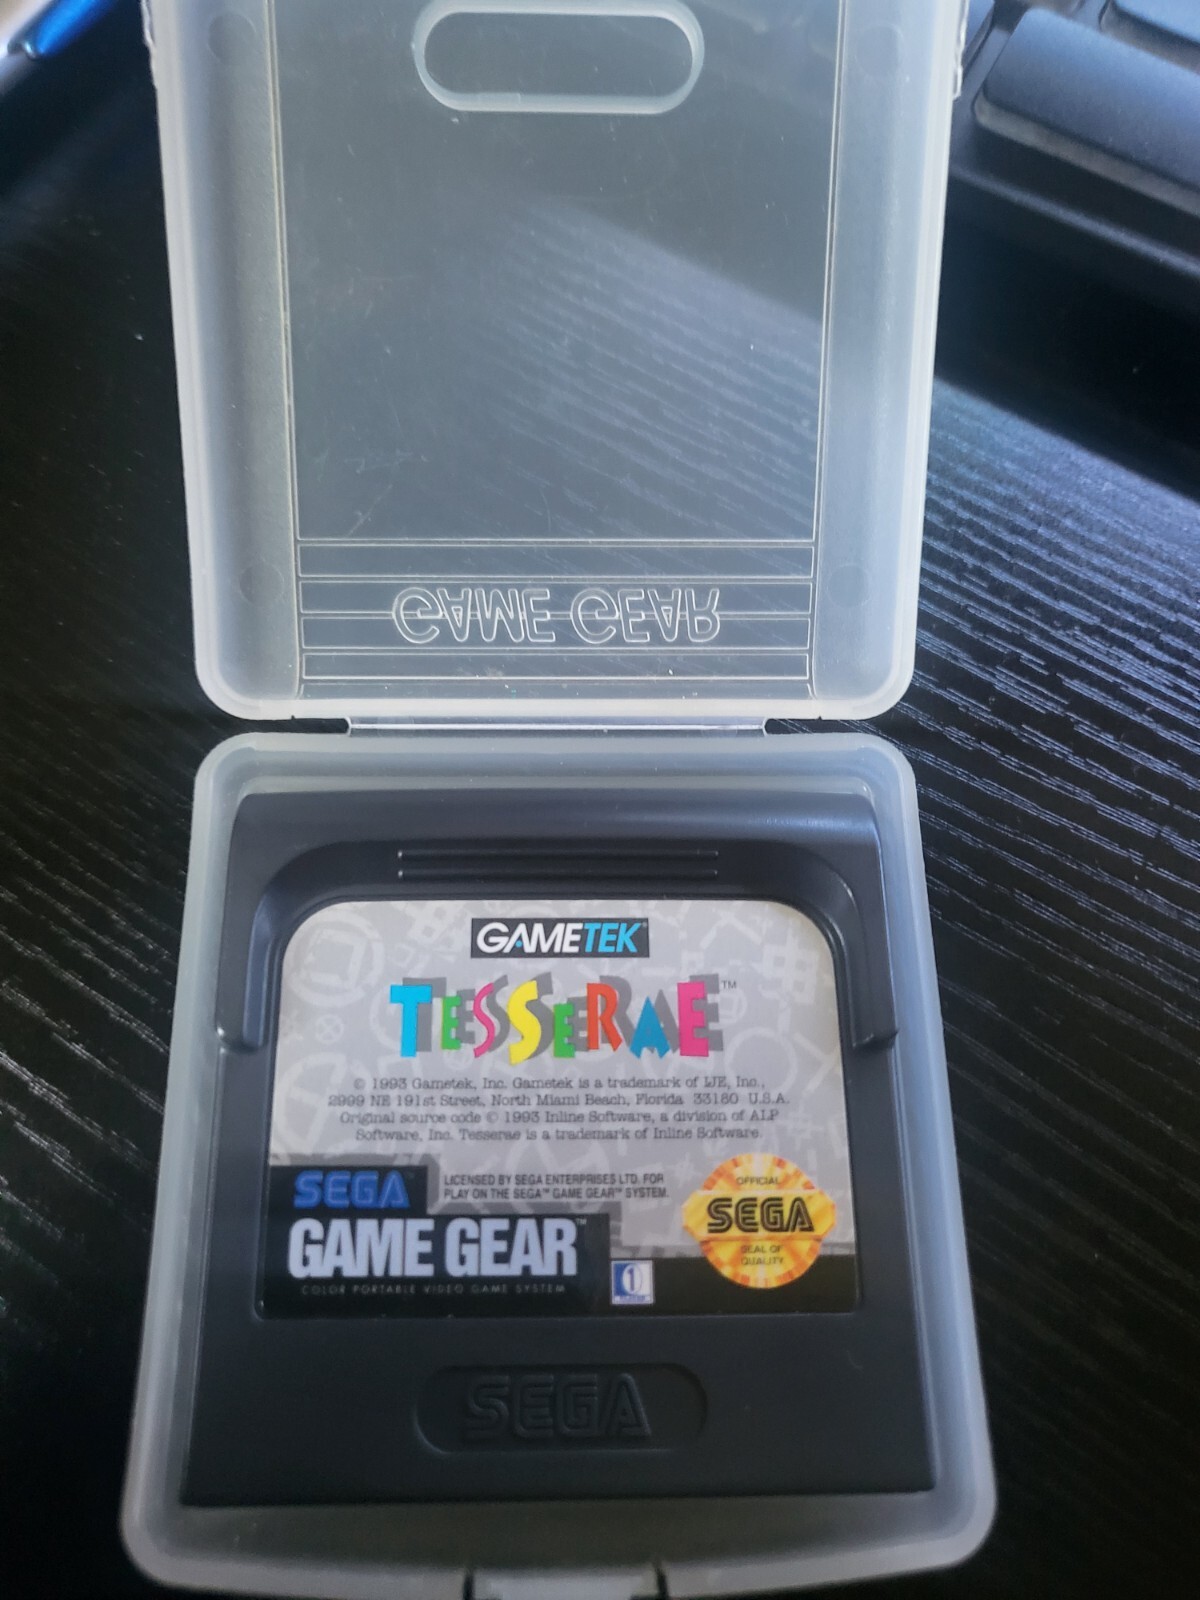 GAME GEAR
GAMETEK
TESSERAE™
© 1993 Gametek, Inc. Gametek is a trademark of IJE, Inc.,
2999 NE 191st Street, North Miami Beach, Florida 33180 U.S.A.
Original source code © 1993 Inline Software, a division of ALP
Software, Inc. Tesserae is a trademark of Inline Software.
SEGA
LICENSED BY SEGA ENTERPRISES LTD. FOR
PLAY ON THE SEGA™ GAME GEAR™ SYSTEM.
GAME GEAR™
COLOR PORTABLE VIDEO GAME SYSTEM
1
OFFICIAL
SEGA
SEAL OF
QUALITY
SEGA